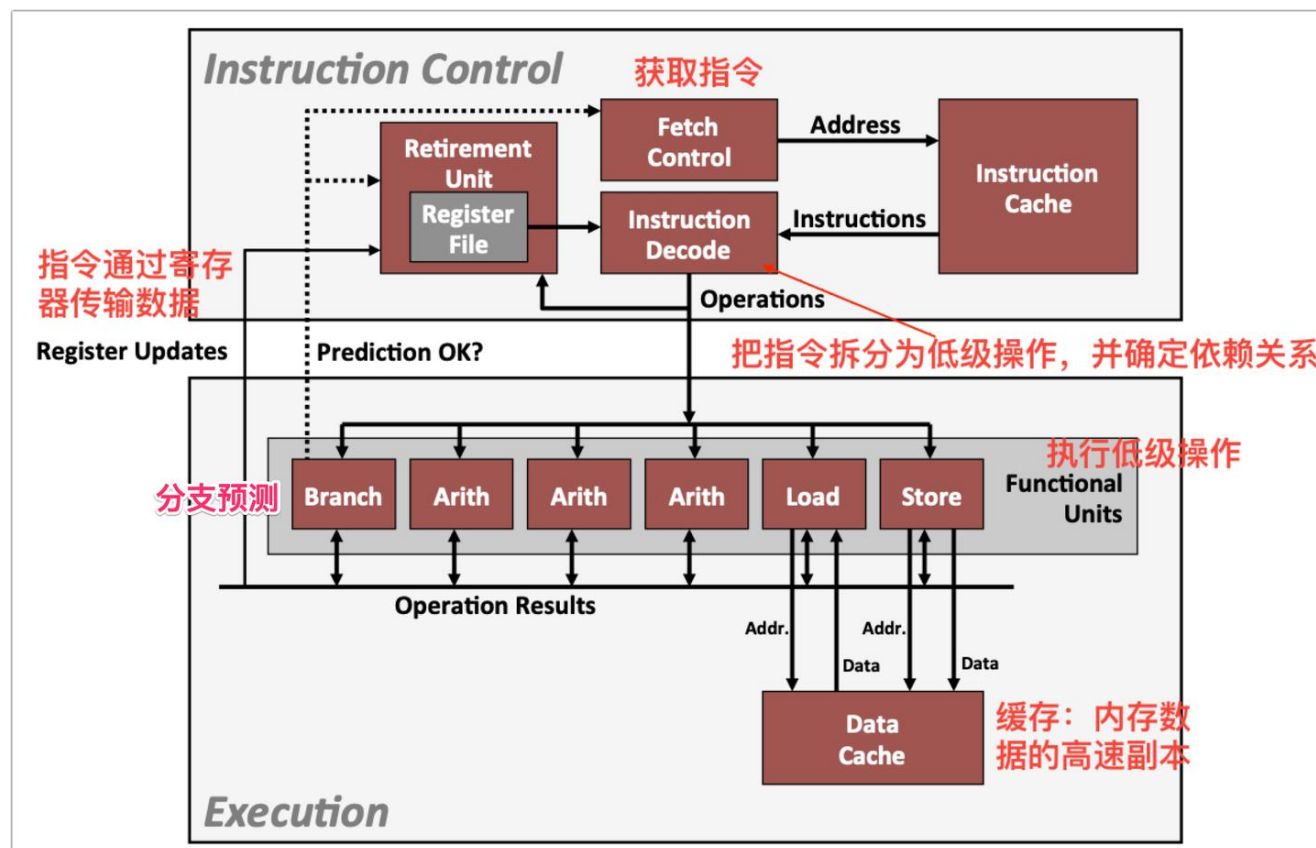 Instruction Control
获取指令
Fetch
Control
Address
Instruction
Cache
Retirement
Unit
Register
File
Instruction
Decode
Instructions
Operations
指令通过寄存
器传输数据
Register Updates
Prediction OK?
把指令拆分为低级操作，并确定依赖关系
执行低级操作
Functional
Units
分支预测
Branch
Arith
Arith
Arith
Load
Store
Operation Results
Addr.
Addr.
Data
Data
Data
Cache
缓存：内存数
据的高速副本
Execution